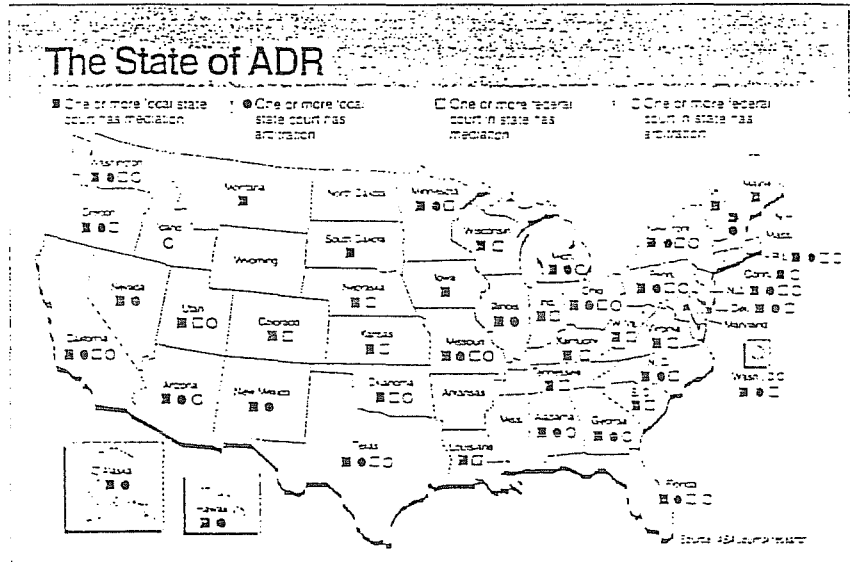 The State of ADR
One or more local state
court has mediation
One or more local
state court has
arbitration
One or more federal
court in state has
mediation
One or more federal
court in state has
arbitration
Washington
Montana
North Dakota
Minnesota
Maine
Oregon
Idaho
South Dakota
Wisconsin
Wyoming
Mass.
Nevada
Nebraska
Iowa
Ohio
Conn.
Utah
Colorado
Illinois
Ind.
Maryland
California
Kansas
Missouri
Kentucky
Virginia
Arizona
New Mexico
Oklahoma
Arkansas
Tennessee
Wash. DC
Miss.
Alabama
Georgia
Texas
Louisiana
Alaska
Hawaii
Florida